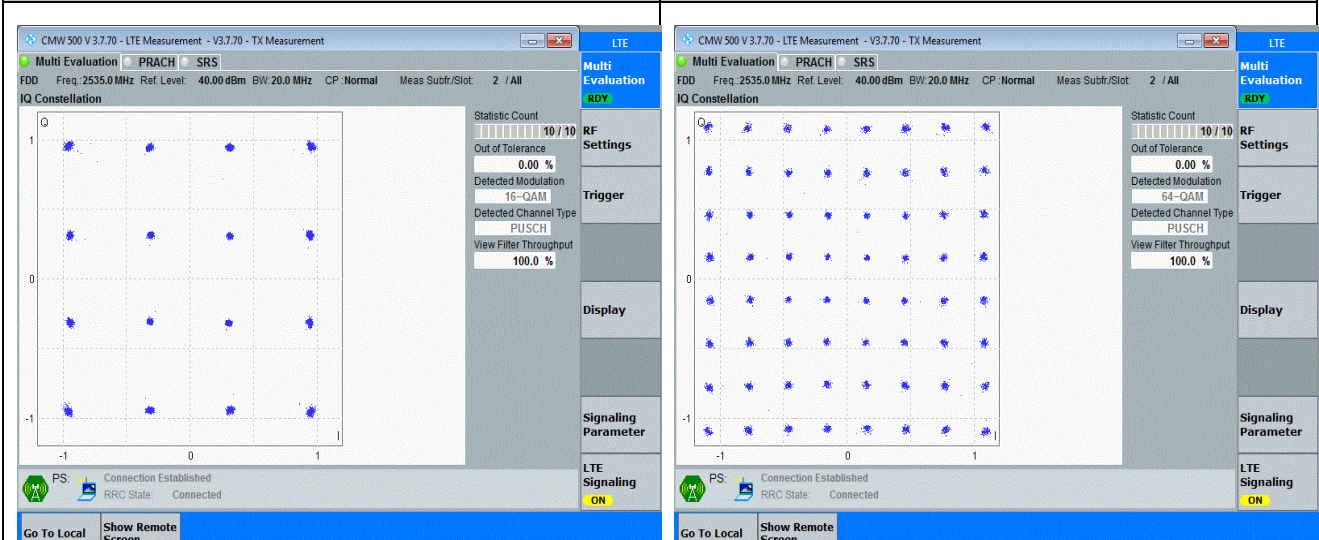 CMW 500 V 3.7.70 - LTE Measurement - V3.7.70 - TX Measurement
LTE
Multi Evaluation PRACH SRS
FDD Freq.:2535.0 MHz Ref. Level: 40.00 dBm BW: 20.0 MHz CP :Normal Meas Subfr./Slot: 2 / All
IQ Constellation
Multi
Evaluation
RDY
Q
1
0
-1
-1 0 1
I
Statistic Count
10 / 10
Out of Tolerance
0.00 %
Detected Modulation
16-QAM
Detected Channel Type
PUSCH
View Filter Throughput
100.0 %
RF
Settings
Trigger
Display
Signaling
Parameter
LTE
Signaling
ON
PS: Connection Established
RRC State: Connected
Go To Local
Show Remote
Screen
CMW 500 V 3.7.70 - LTE Measurement - V3.7.70 - TX Measurement
LTE
Multi Evaluation PRACH SRS
FDD Freq.:2535.0 MHz Ref. Level: 40.00 dBm BW: 20.0 MHz CP :Normal Meas Subfr./Slot: 2 / All
IQ Constellation
Multi
Evaluation
RDY
Q
1
0
-1
-1 0 1
I
Statistic Count
10 / 10
Out of Tolerance
0.00 %
Detected Modulation
64-QAM
Detected Channel Type
PUSCH
View Filter Throughput
100.0 %
RF
Settings
Trigger
Display
Signaling
Parameter
LTE
Signaling
ON
PS: Connection Established
RRC State: Connected
Go To Local
Show Remote
Screen